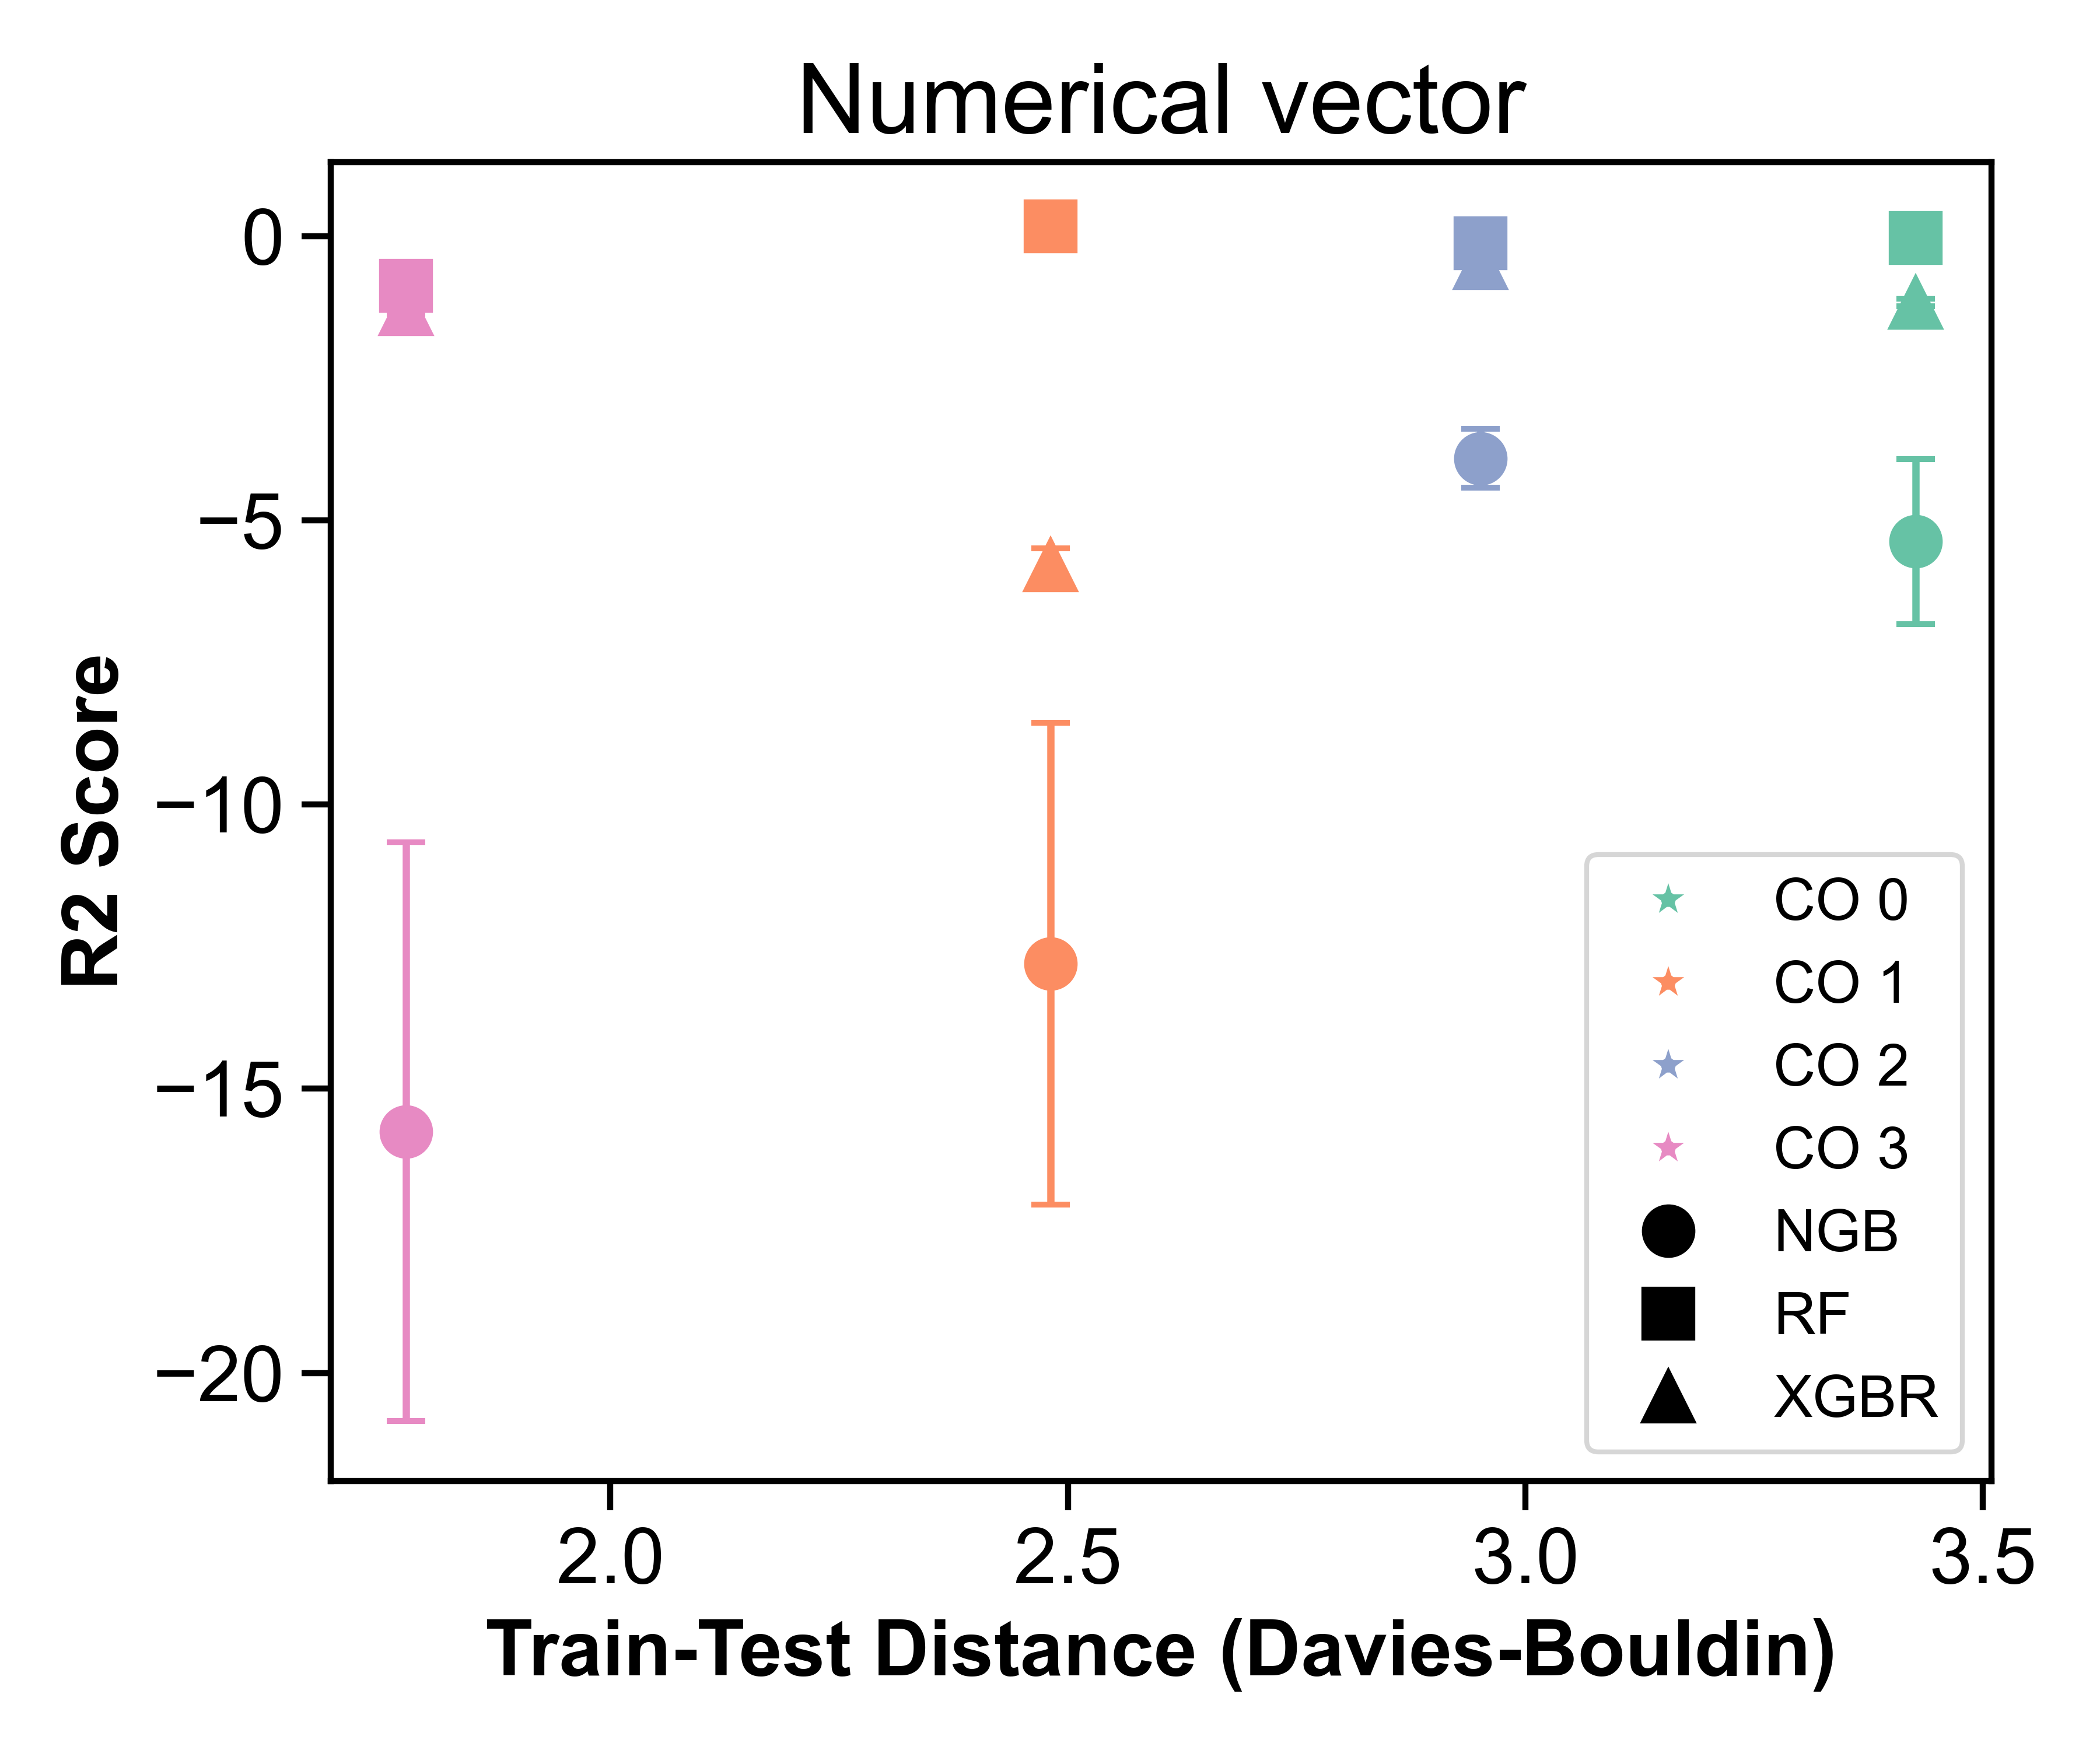 Numerical vector
R2 Score
0
−5
−10
−15
−20
CO 0
CO 1
CO 2
CO 3
NGB
RF
XGBR
2.0 2.5 3.0 3.5
Train-Test Distance (Davies-Bouldin)